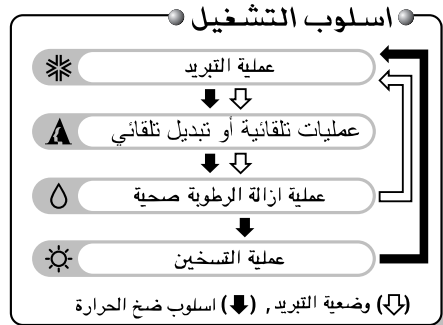 اسلوب التشغيل
عملية التبريد
عمليات تلقائية أو تبديل تلقائي
عملية ازالة الرطوبة صحية
عملية التسخين
(⇩) وضعية التبريد, (⬇) اسلوب ضخ الحرارة